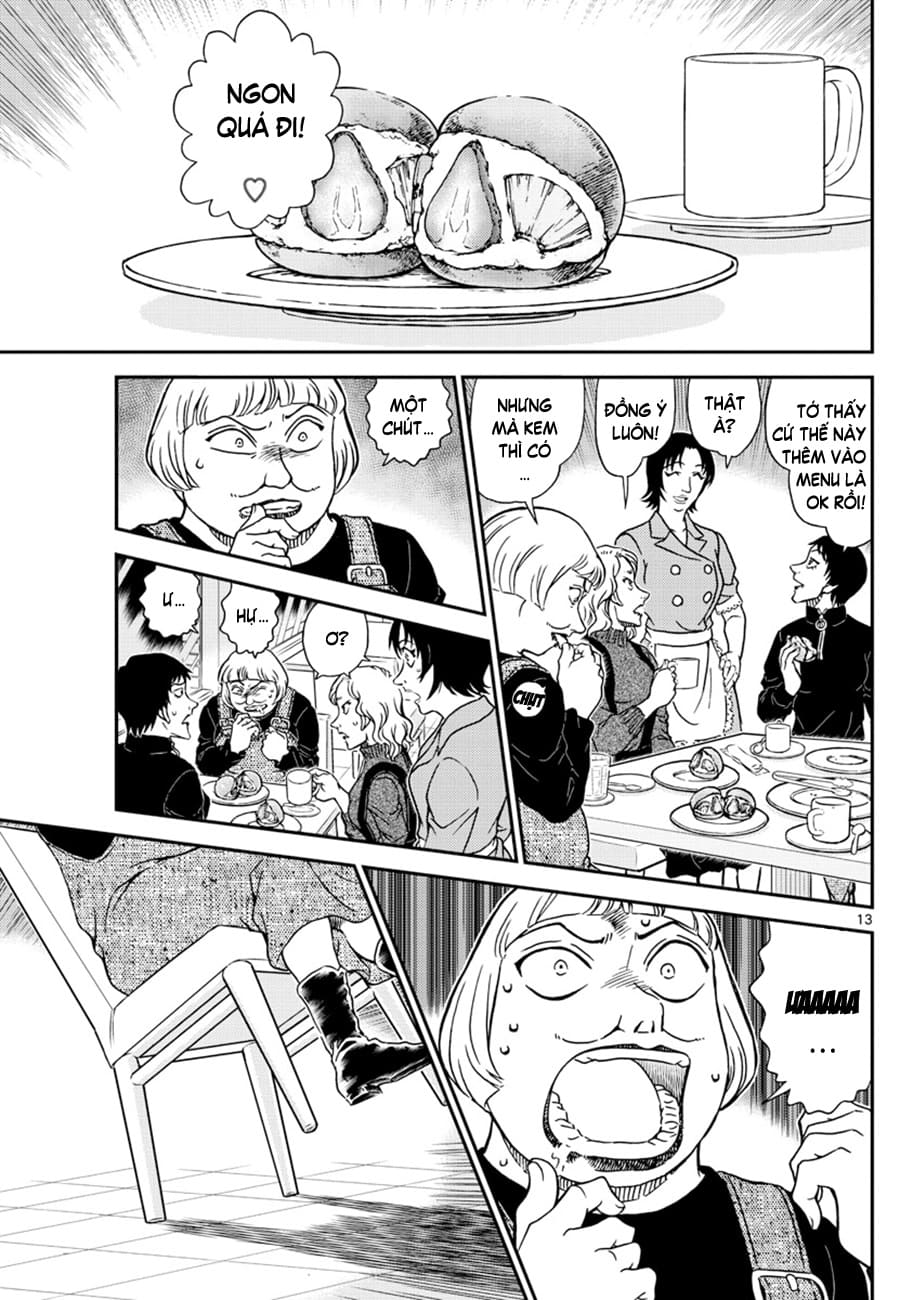 NGON
QUÁ ĐI!
TỚ THẤY
CỨ THẾ NÀY
THÊM VÀO
MENU LÀ
OK RỒI!
THẬT
À?
ĐỒNG Ý
LUÔN!
NHƯNG
MÀ KEM
THÌ CÓ
...
CHỤT
MỘT
CHÚT...
Ơ?
HỰ...
Ư...
13
ƯAAAAA
...